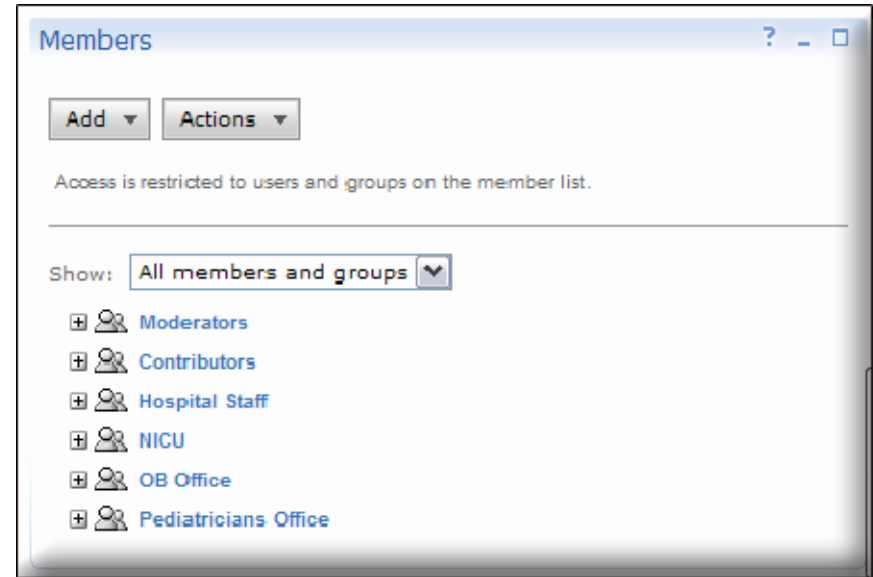 Members ?
Add Actions
Access is restricted to users and groups on the member list.
Show: All members and groups
Moderators
Contributors
Hospital Staff
NICU
OB Office
Pediatricians Office